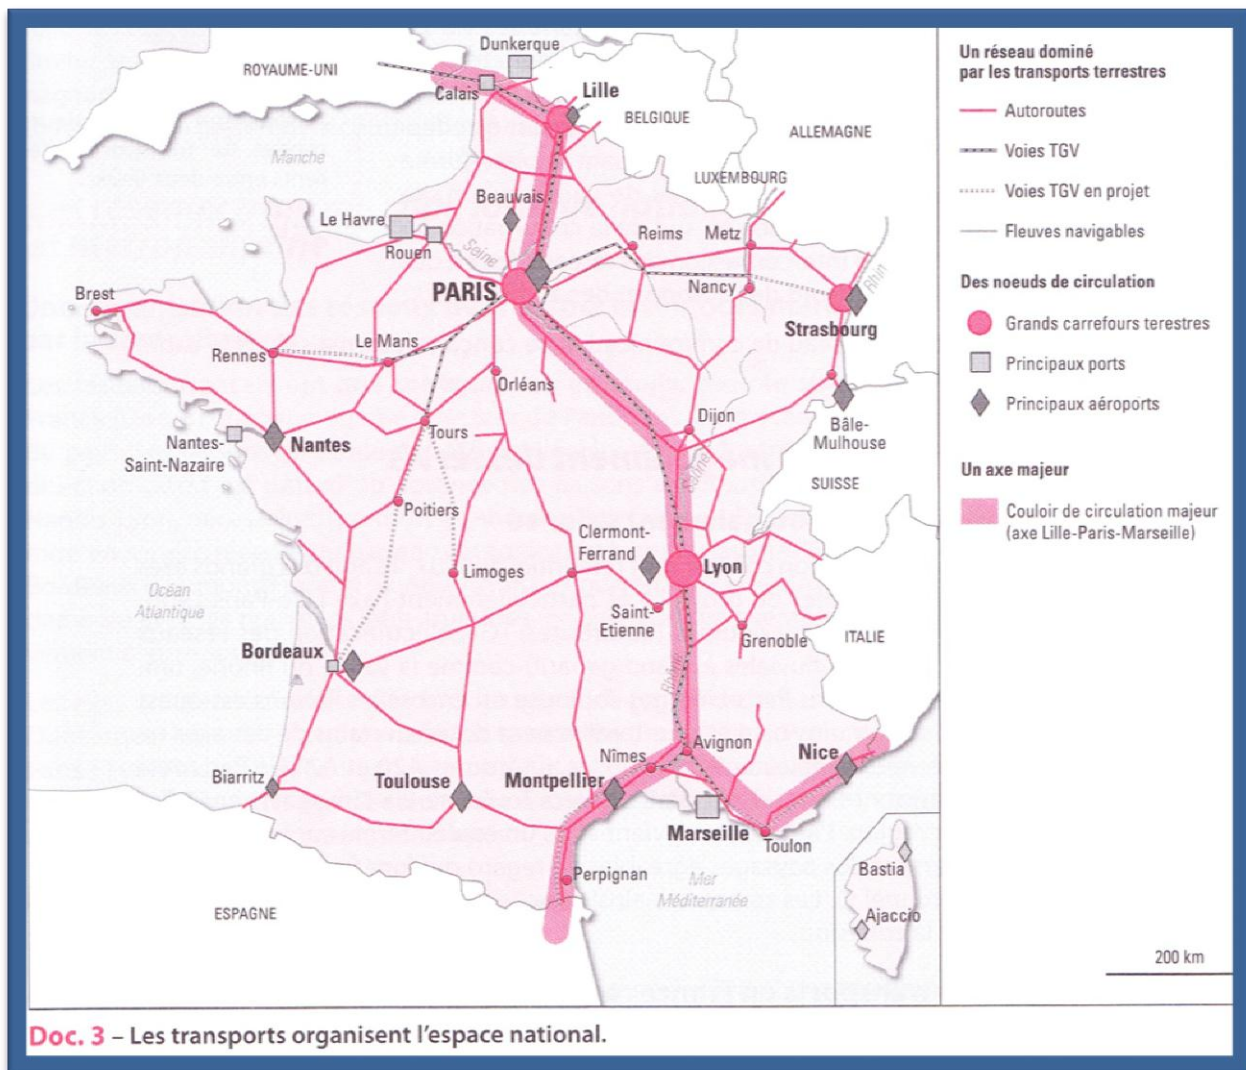 Dunkerque
ROYAUME-UNI
Calais
Lille
BELGIQUE
ALLEMAGNE
Manche
LUXEMBOURG
Beauvais
Le Havre
Rouen
Seine
Reims
Metz
PARIS
Nancy
Rhin
Strasbourg
Brest
Rennes
Le Mans
Orléans
Dijon
Bâle-
Mulhouse
Nantes-
Saint-Nazaire
Nantes
Tours
Saône
SUISSE
Poitiers
Clermont-
Ferrand
Lyon
Limoges
Océan
Atlantique
Saint-
Etienne
Grenoble
ITALIE
Bordeaux
Avignon
Nîmes
Nice
Biarritz
Toulouse
Montpellier
Marseille
Toulon
Perpignan
Mer
Méditerranée
Bastia
Ajaccio
ESPAGNE
Un réseau dominé
par les transports terrestres
Autoroutes
Voies TGV
Voies TGV en projet
Fleuves navigables
Des noeuds de circulation
Grands carrefours terestres
Principaux ports
Principaux aéroports
Un axe majeur
Couloir de circulation majeur
(axe Lille-Paris-Marseille)
200 km
Doc. 3 – Les transports organisent l'espace national.